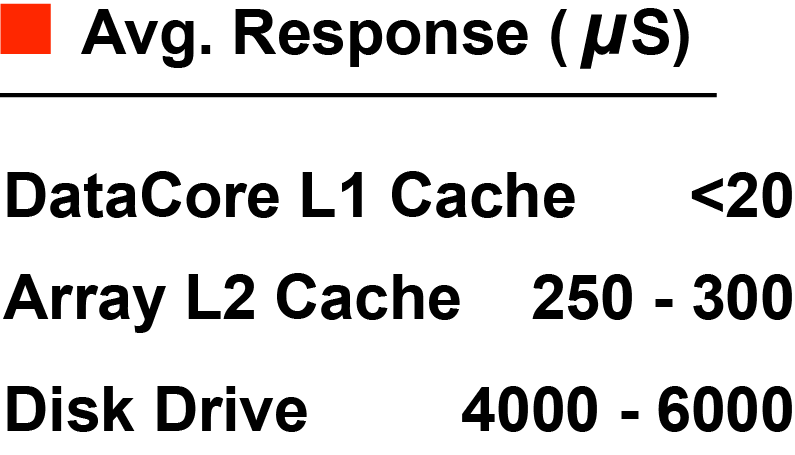 Avg. Response (μS)
DataCore L1 Cache <20
Array L2 Cache 250 - 300
Disk Drive 4000 - 6000